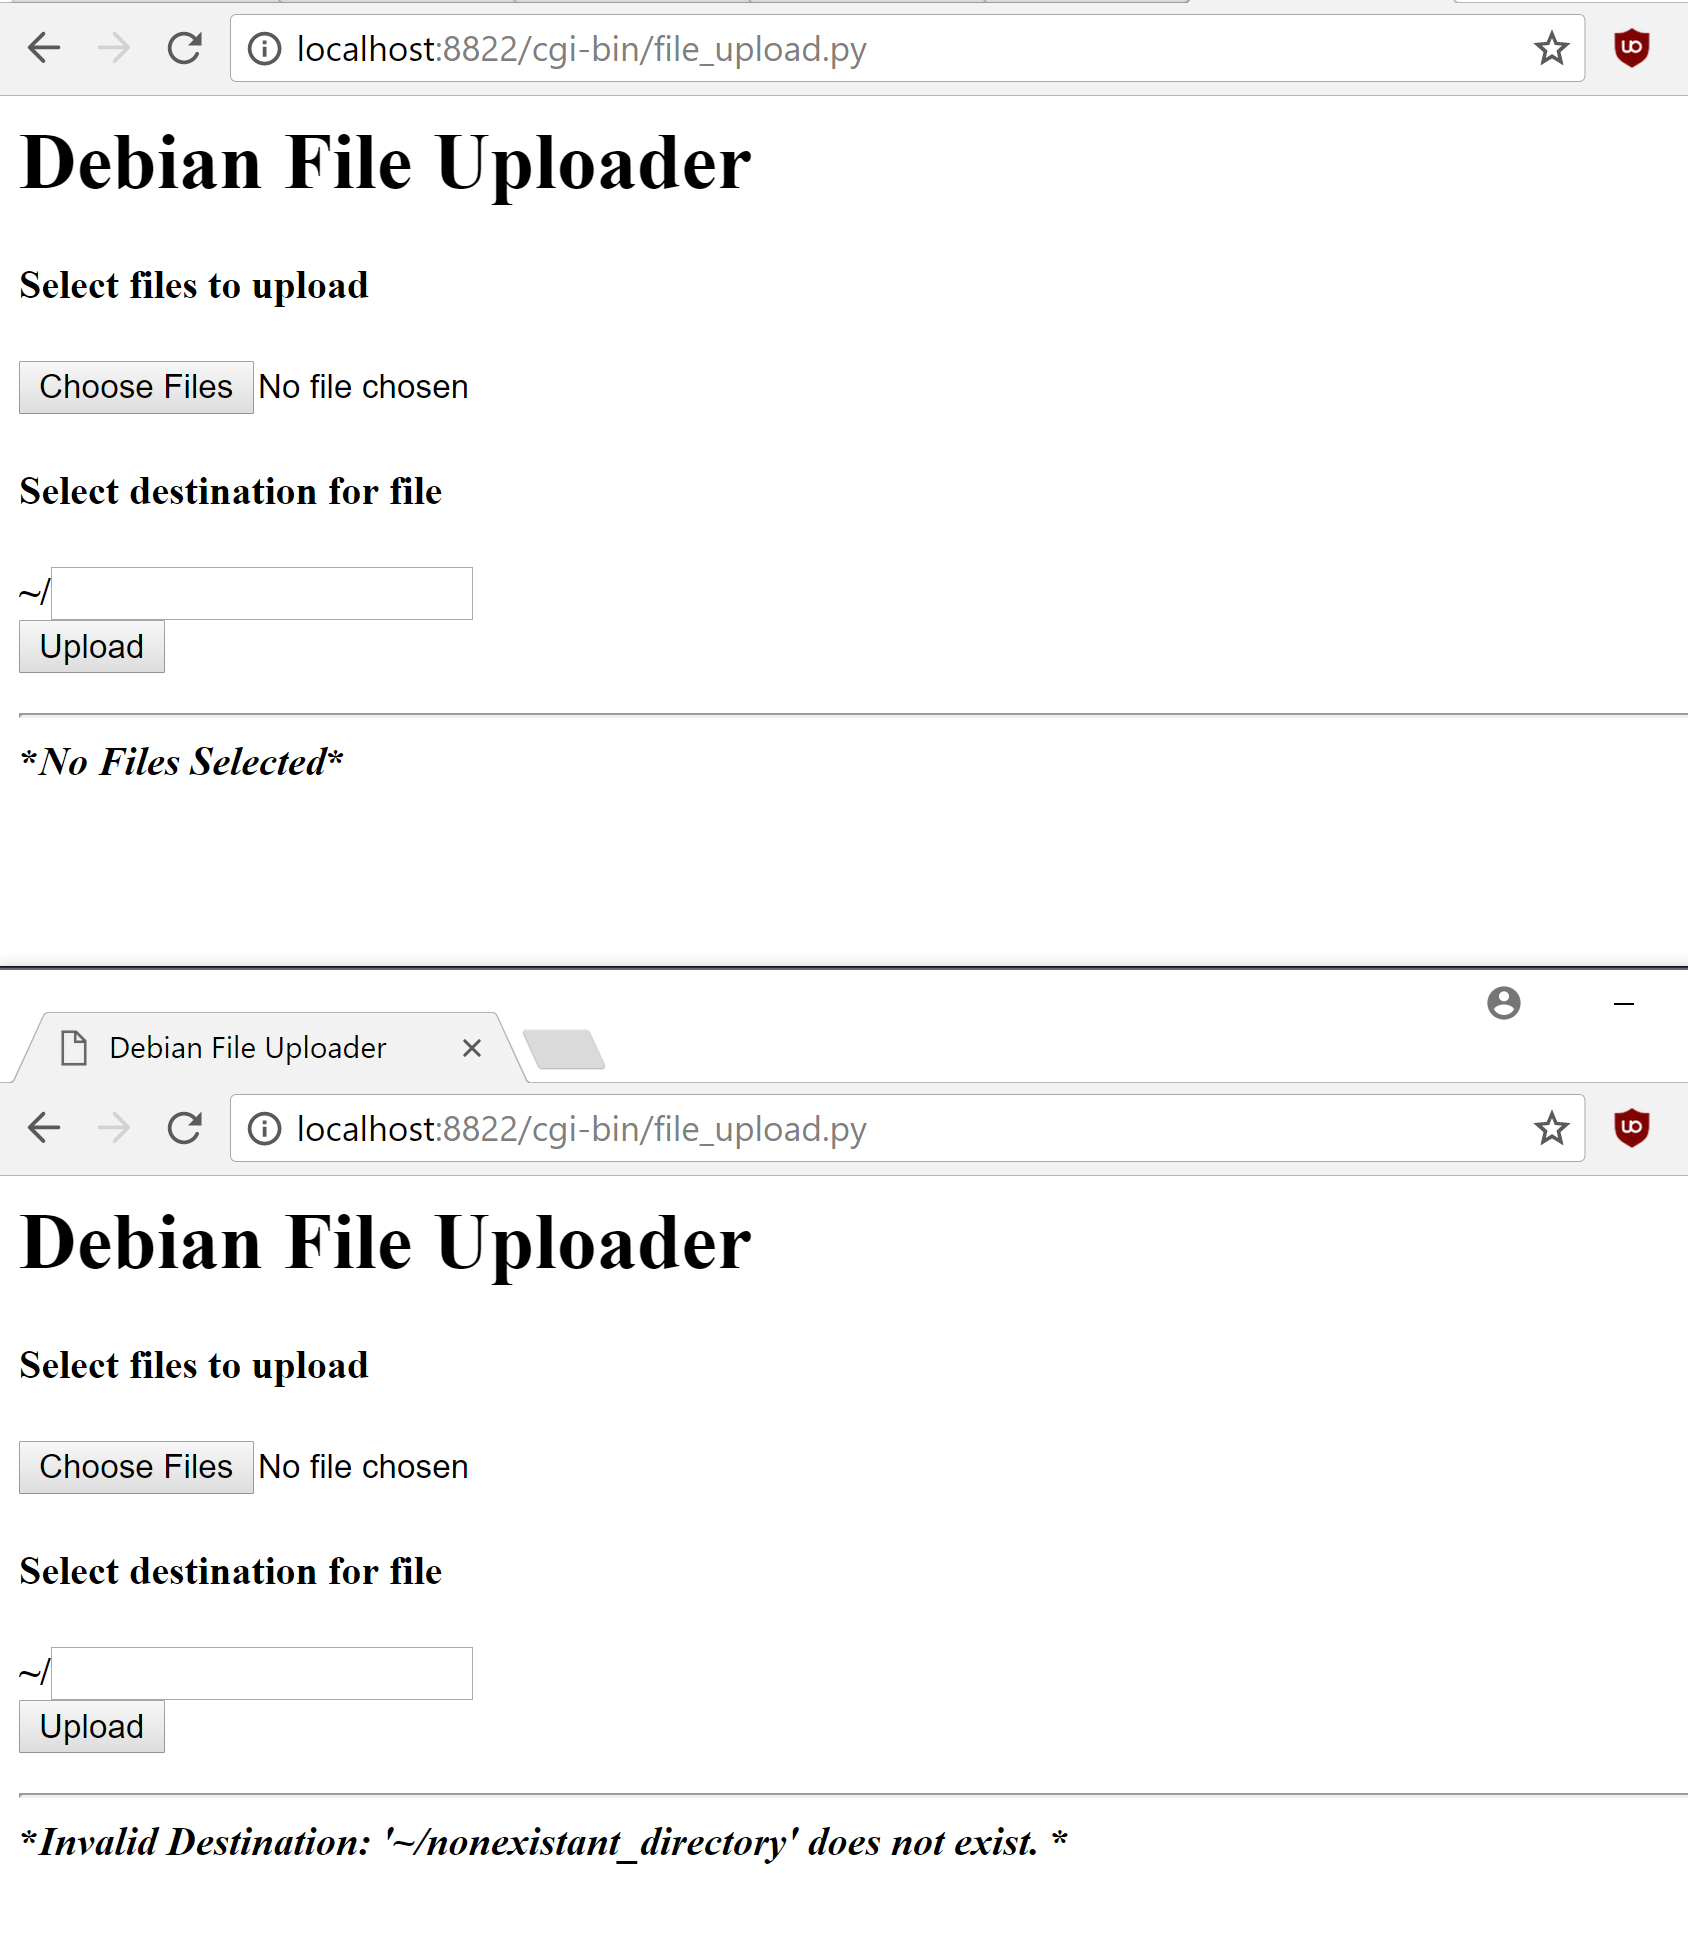 localhost:8822/cgi-bin/file_upload.py
Debian File Uploader
Select files to upload
Choose Files No file chosen
Select destination for file
~/
Upload
*No Files Selected*
Debian File Uploader
localhost:8822/cgi-bin/file_upload.py
Debian File Uploader
Select files to upload
Choose Files No file chosen
Select destination for file
~/
Upload
*Invalid Destination: '~/nonexistant_directory' does not exist. *